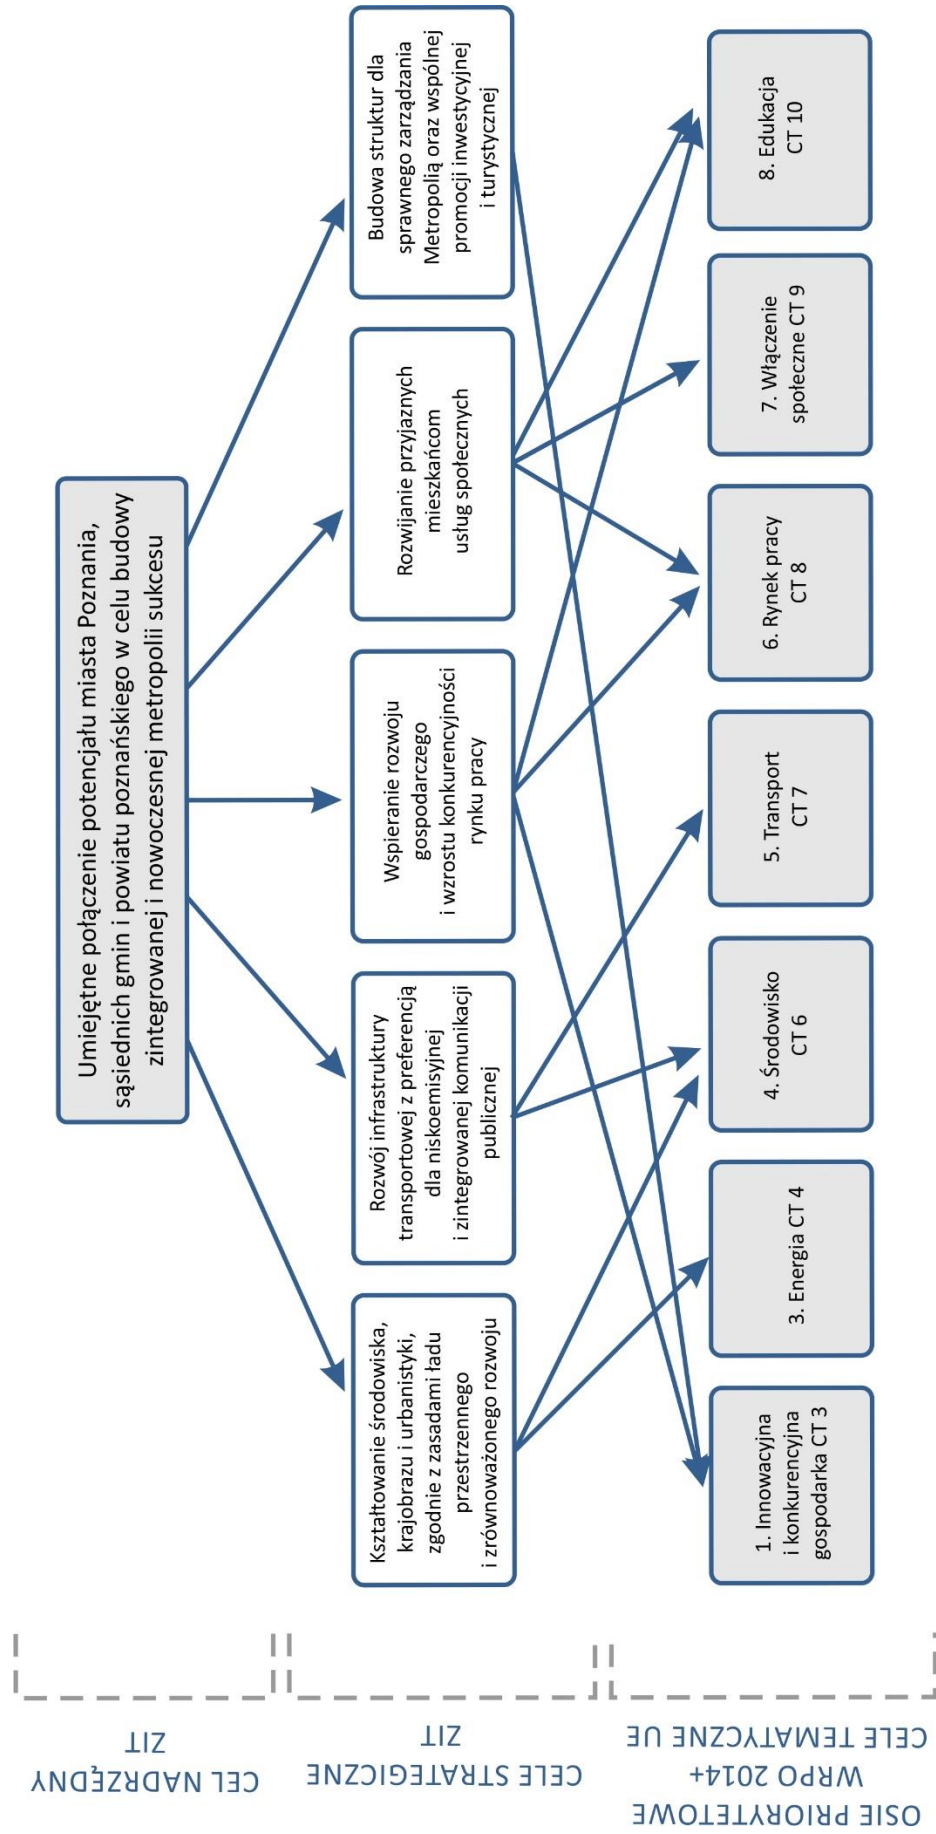 CEL NADRZĘDNY
ZIT
Umiejętne połączenie potencjału miasta Poznania,
sąsiednich gmin i powiatu poznańskiego w celu budowy
zintegrowanej i nowoczesnej metropolii sukcesu
CELE STRATEGICZNE
ZIT
Kształtowanie środowiska,
krajobrazu i urbanistyki,
zgodnie z zasadami ładu
przestrzennego
i zrównoważonego rozwoju
Rozwój infrastruktury
transportowej z preferencją
dla niskoemisyjnej
i zintegrowanej komunikacji
publicznej
Wspieranie rozwoju
gospodarczego
i wzrostu konkurencyjności
rynku pracy
Rozwijanie przyjaznych
mieszkańcom
usług społecznych
Budowa struktur dla
sprawnego zarządzania
Metropolią oraz wspólnej
promocji inwestycyjnej
i turystycznej
OSIE PRIORYTETOWE
WRPO 2014+
CELE TEMATYCZNE UE
1. Innowacyjna
i konkurencyjna
gospodarka CT 3
3. Energia CT 4
4. Środowisko
CT 6
5. Transport
CT 7
6. Rynek pracy
CT 8
7. Włączenie
społeczne CT 9
8. Edukacja
CT 10